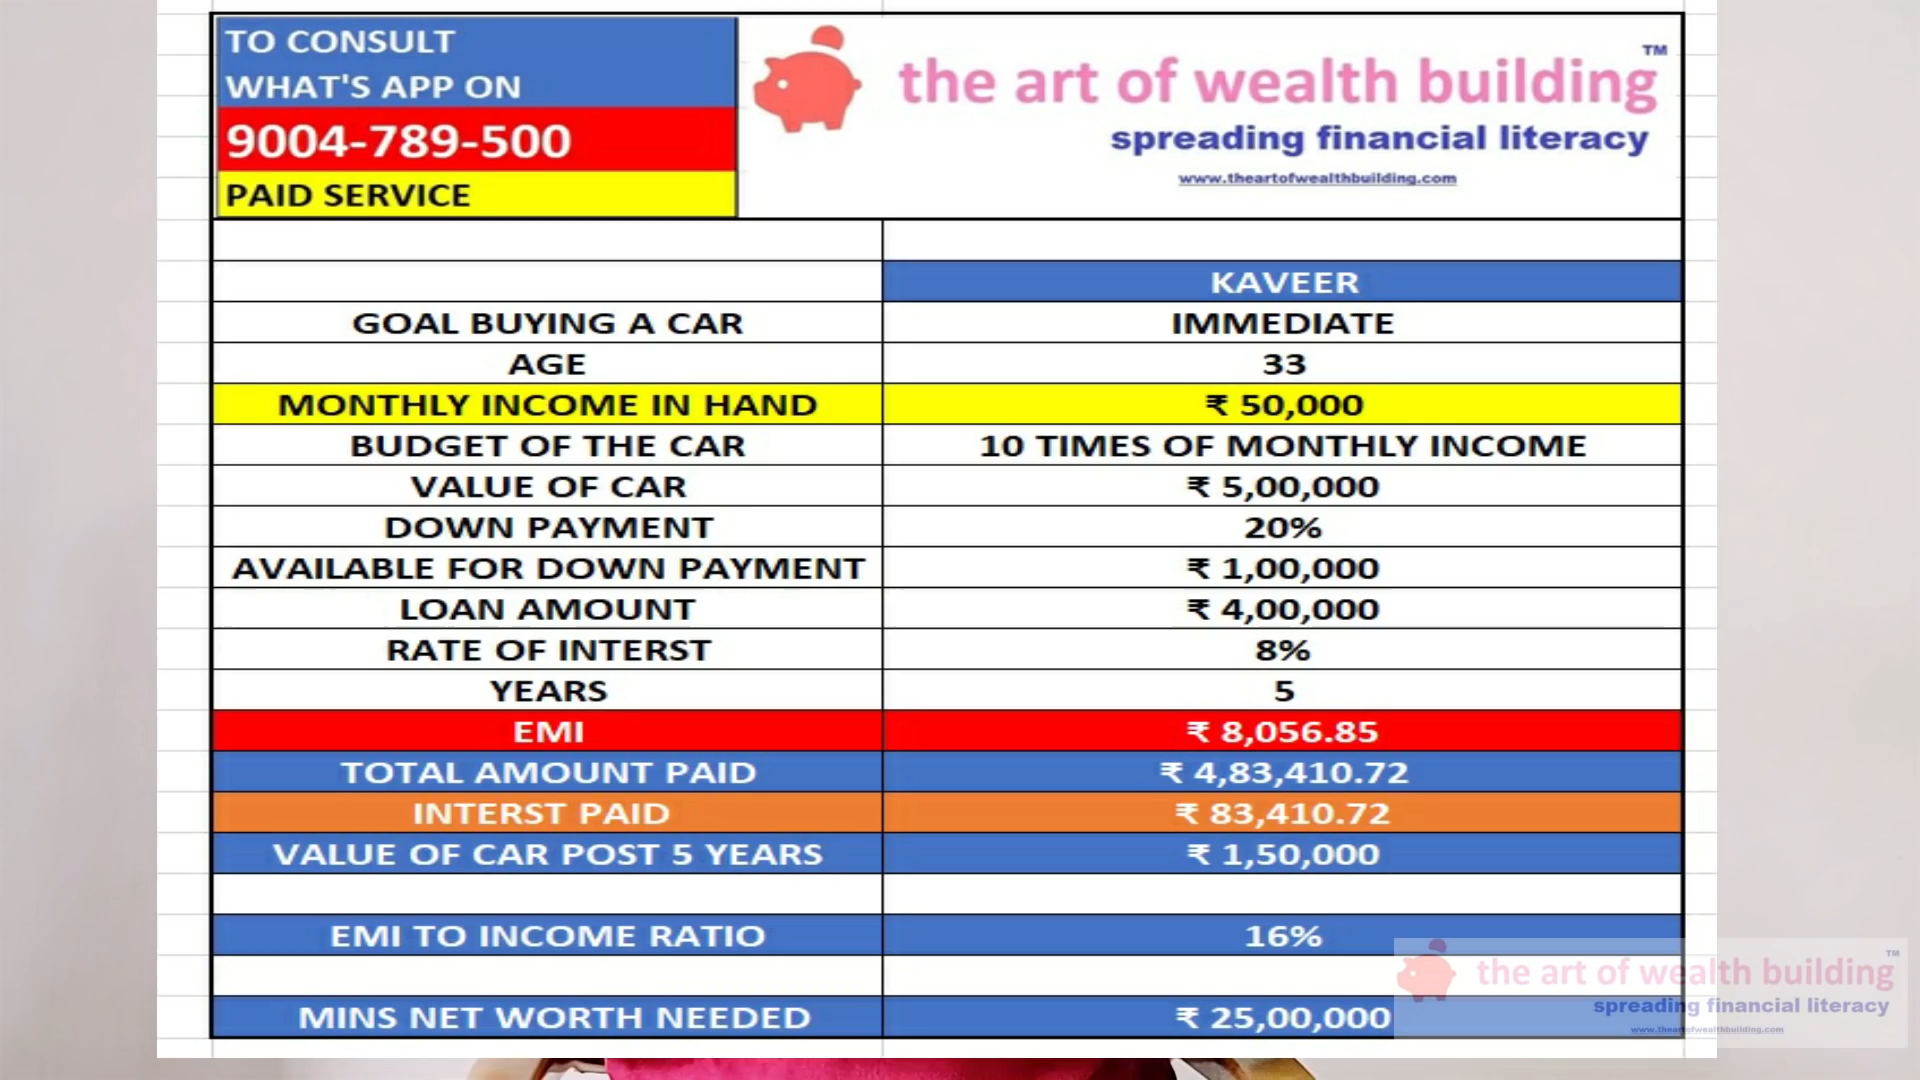 TO CONSULT
WHAT'S APP ON
9004-789-500
PAID SERVICE
the art of wealth building™
spreading financial literacy
www.theartofwealthbuilding.com
KAVEER
GOAL BUYING A CAR IMMEDIATE
AGE 33
MONTHLY INCOME IN HAND ₹ 50,000
BUDGET OF THE CAR 10 TIMES OF MONTHLY INCOME
VALUE OF CAR ₹ 5,00,000
DOWN PAYMENT 20%
AVAILABLE FOR DOWN PAYMENT ₹ 1,00,000
LOAN AMOUNT ₹ 4,00,000
RATE OF INTERST 8%
YEARS 5
EMI ₹ 8,056.85
TOTAL AMOUNT PAID ₹ 4,83,410.72
INTERST PAID ₹ 83,410.72
VALUE OF CAR POST 5 YEARS ₹ 1,50,000
EMI TO INCOME RATIO 16%
MINS NET WORTH NEEDED ₹ 25,00,000
the art of wealth building™
spreading financial literacy
www.theartofwealthbuilding.com